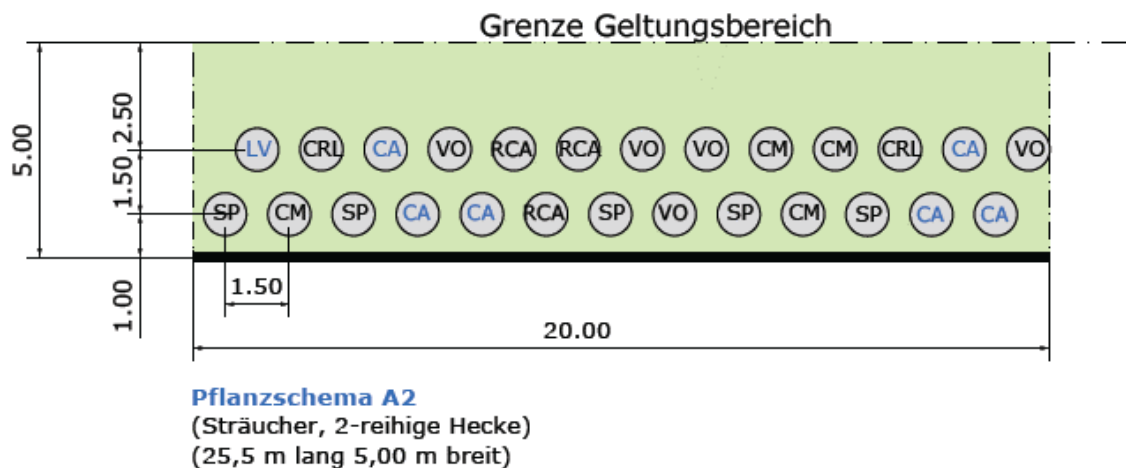 Grenze Geltungsbereich
5.00
2.50
1.50
1.00
LV CRL CA VO RCA RCA VO VO CM CM CRL CA VO
SP CM SP CA CA RCA SP VO SP CM SP CA CA
1.50
20.00
Pflanzschema A2
(Sträucher, 2-reihige Hecke)
(25,5 m lang 5,00 m breit)